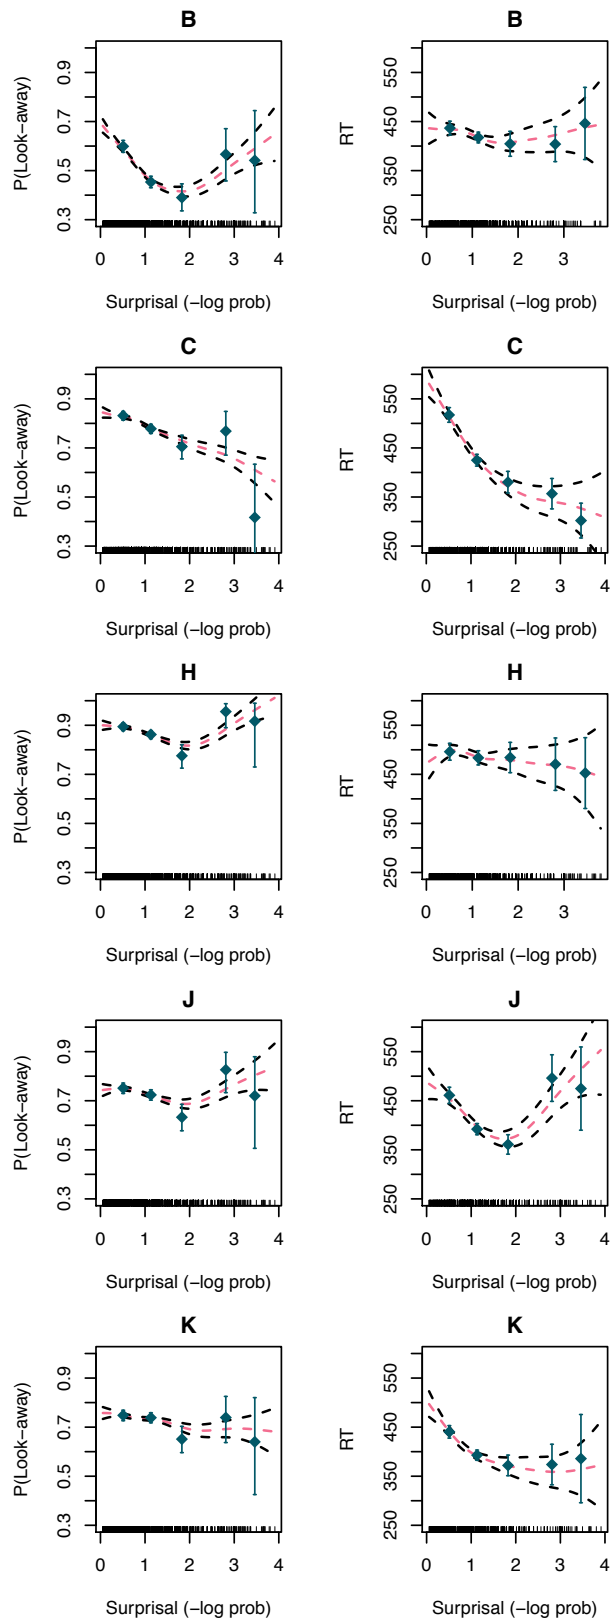 B B
P(Look−away) 0.3 0.5 0.7 0.9 RT 250 350 450 550
0 1 2 3 4 0 1 2 3
Surprisal (−log prob) Surprisal (−log prob)
C C
P(Look−away) 0.3 0.5 0.7 0.9 RT 250 350 450 550
0 1 2 3 4 0 1 2 3 4
Surprisal (−log prob) Surprisal (−log prob)
H H
P(Look−away) 0.3 0.5 0.7 0.9 RT 250 350 450 550
0 1 2 3 4 0 1 2 3
Surprisal (−log prob) Surprisal (−log prob)
J J
P(Look−away) 0.3 0.5 0.7 0.9 RT 250 350 450 550
0 1 2 3 4 0 1 2 3 4
Surprisal (−log prob) Surprisal (−log prob)
K K
P(Look−away) 0.3 0.5 0.7 0.9 RT 250 350 450 550
0 1 2 3 4 0 1 2 3 4
Surprisal (−log prob) Surprisal (−log prob)